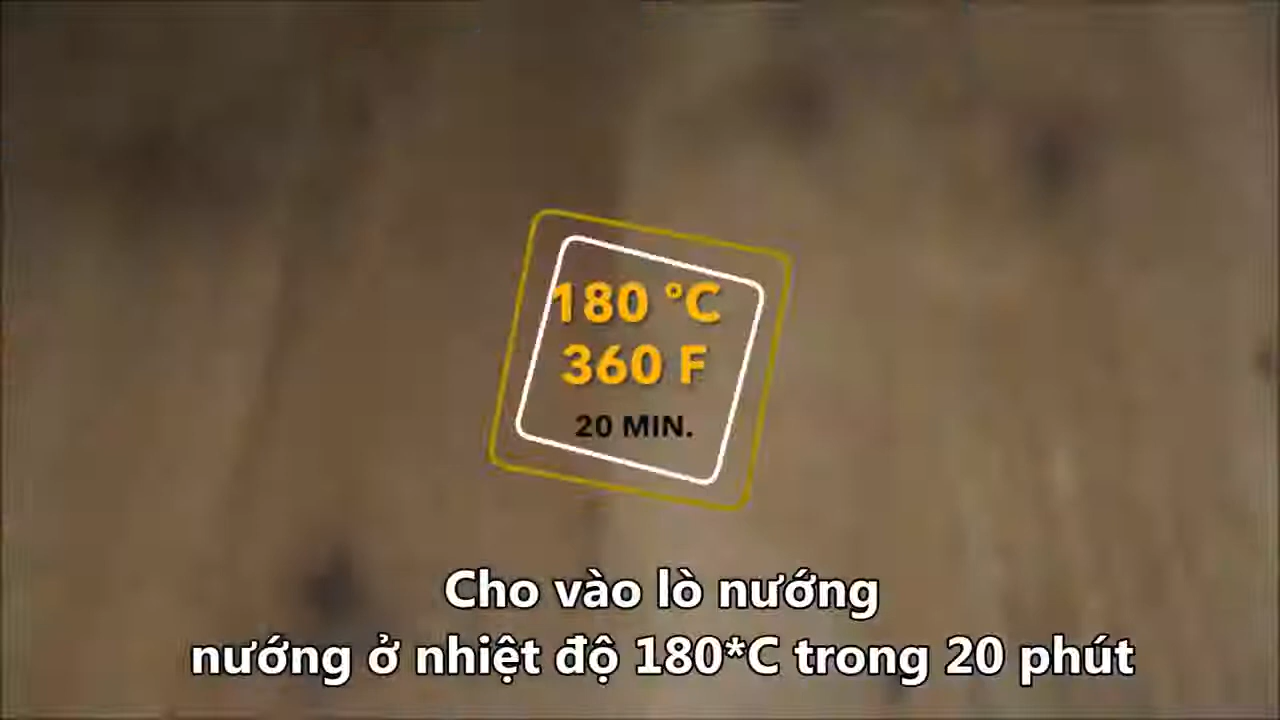 180 °C
360 F
20 MIN.
Cho vào lò nướng
nướng ở nhiệt độ 180*C trong 20 phút